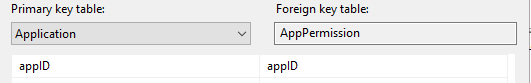 Primary key table: Foreign key table:
Application AppPermission
appID appID